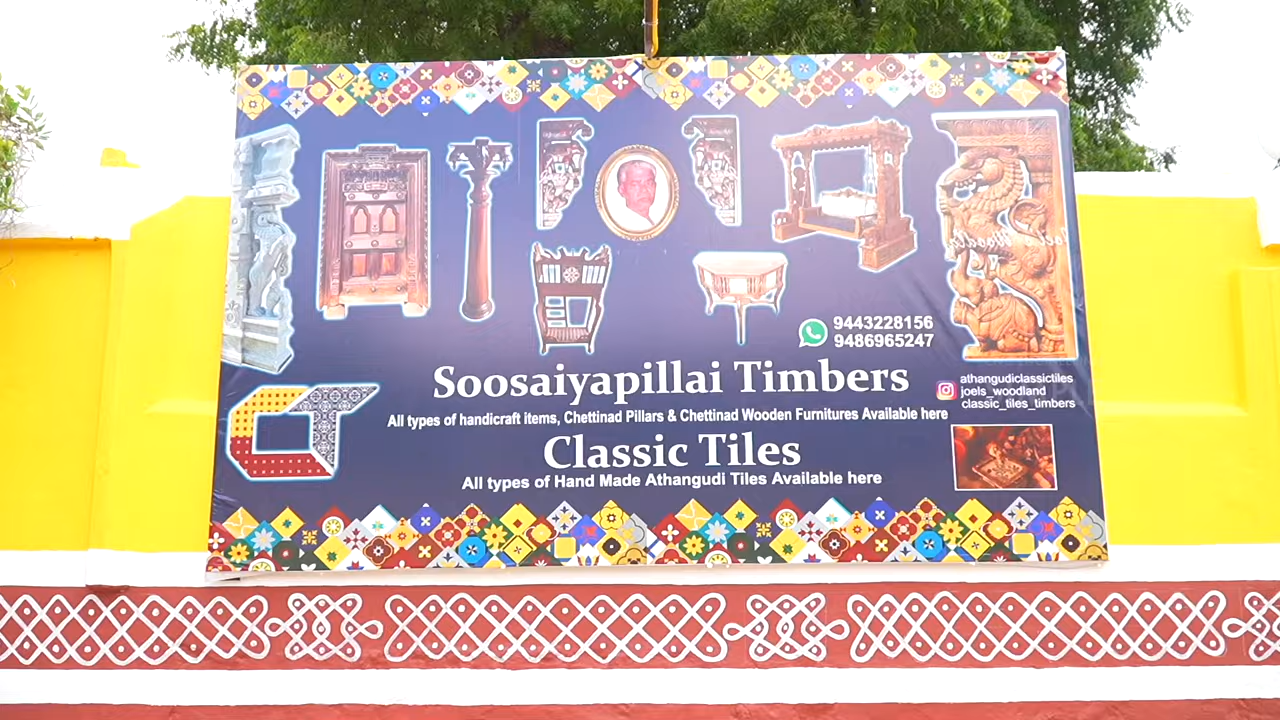 9443228156
9486965247
Soosaiyapillai Timbers
athangudiclassictiles
joels_woodland
classic_tiles_timbers
All types of handicraft items, Chettinad Pillars & Chettinad Wooden Furnitures Available here
CT
Classic Tiles
All types of Hand Made Athangudi Tiles Available here